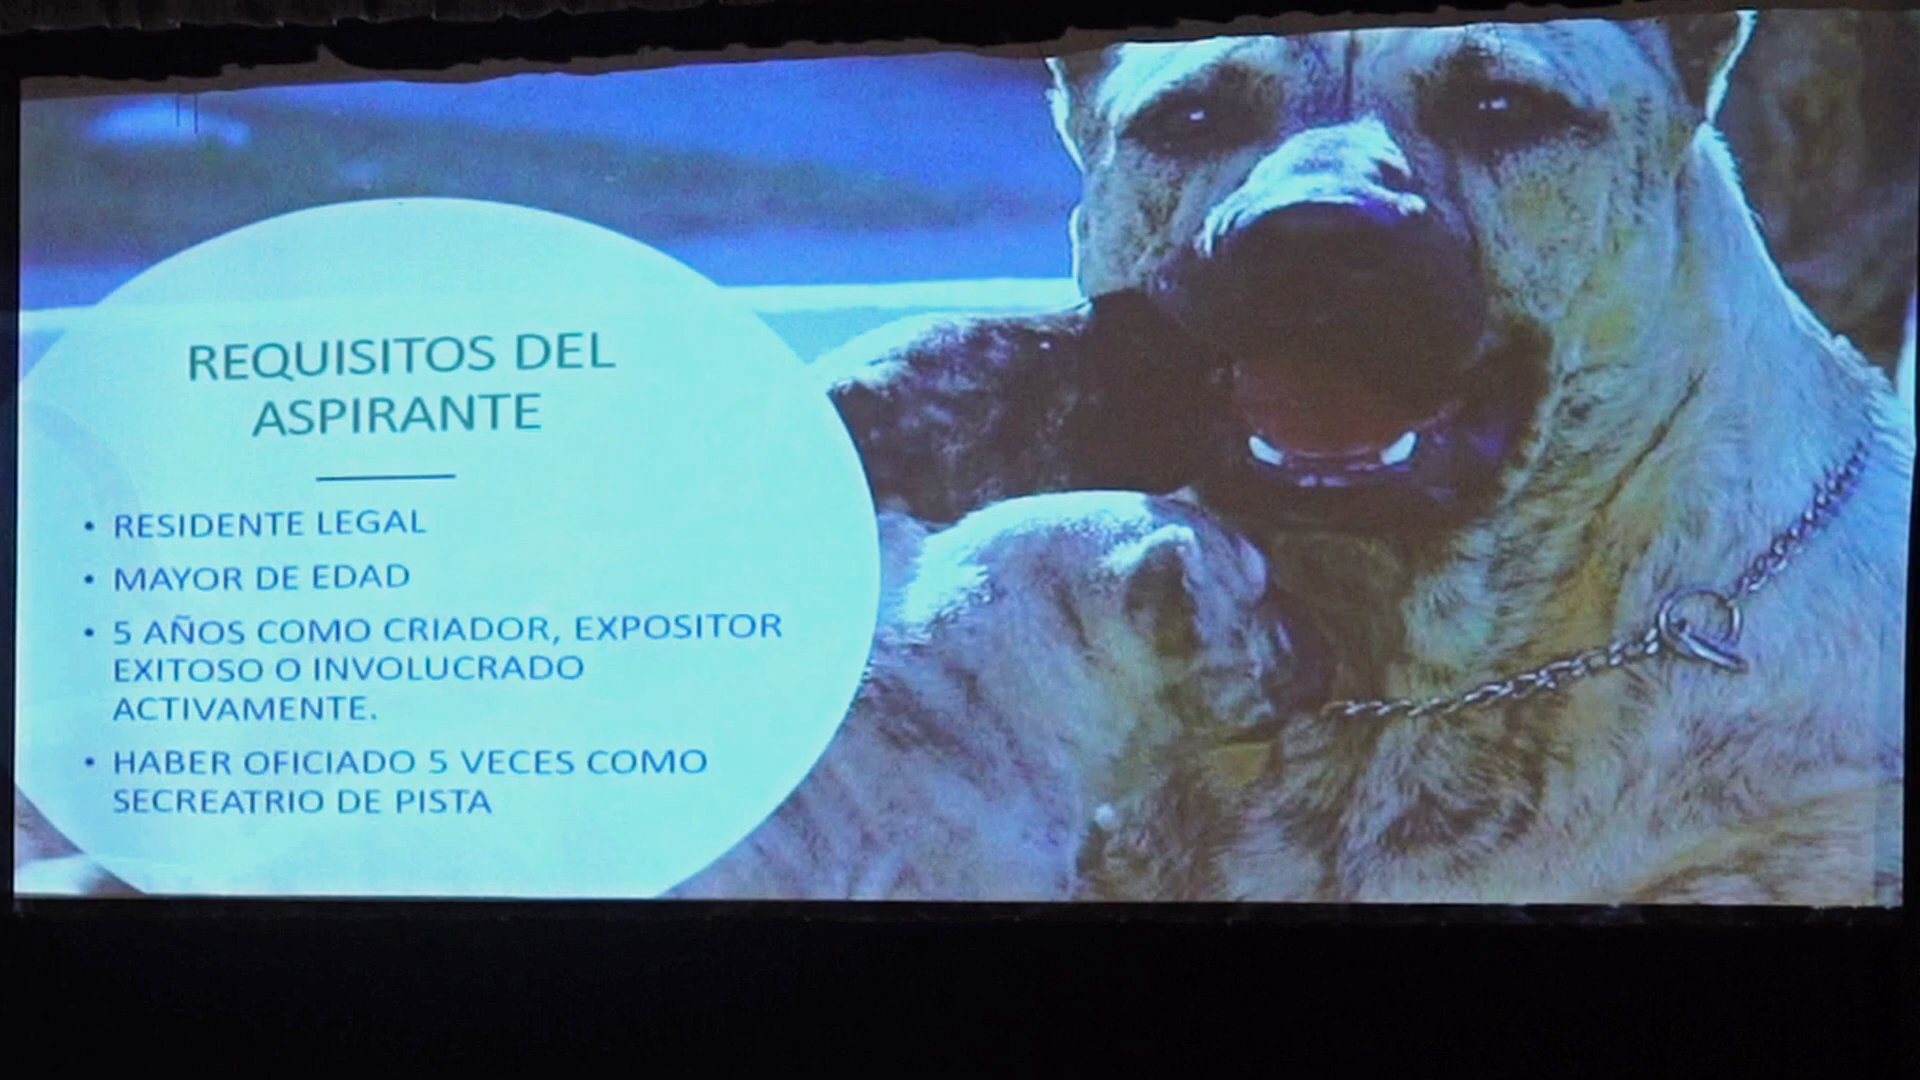 REQUISITOS DEL
ASPIRANTE
• RESIDENTE LEGAL
• MAYOR DE EDAD
• 5 AÑOS COMO CRIADOR, EXPOSITOR
EXITOSO O INVOLUCRADO
ACTIVAMENTE.
• HABER OFICIADO 5 VECES COMO
SECREATRIO DE PISTA